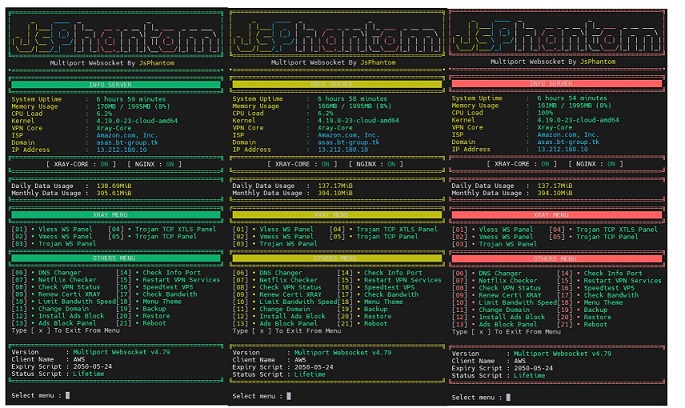 JsPhantom
Multiport Websocket By JsPhantom
INFO SERVER
System Uptime : 6 hours 59 minutes
Memory Usage : 170MB / 1995MB (8%)
CPU Load : 6.2%
Kernel : 4.19.0-23-cloud-amd64
VPN Core : Xray-Core
ISP : Amazon.com, Inc.
Domain : asas.bt-group.tk
IP Address : 13.212.180.10
[ XRAY-CORE : ON ] [ NGINX : ON ]
Daily Data Usage : 138.69MiB
Monthly Data Usage : 395.61MiB
XRAY MENU
[01] • Vless WS Panel [04] • Trojan TCP XTLS Panel
[02] • Vmess WS Panel [05] • Trojan TCP Panel
[03] • Trojan WS Panel
OTHERS MENU
[06] • DNS Changer [14] • Check Info Port
[07] • Netflix Checker [15] • Restart VPN Services
[08] • Check VPN Status [16] • Speedtest VPS
[09] • Renew Certi XRAY [17] • Check Bandwith
[10] • Limit Bandwith Speed[18] • Menu Theme
[11] • Change Domain [19] • Backup
[12] • Install Ads Block [20] • Restore
[13] • Ads Block Panel [21] • Reboot
Type [ x ] To Exit From Menu
Version : Multiport Websocket v4.79
Client Name : AWS
Expiry Script : 2050-05-24
Status Script : Lifetime
Select menu :
JsPhantom
Multiport Websocket By JsPhantom
INFO SERVER
System Uptime : 6 hours 58 minutes
Memory Usage : 166MB / 1995MB (8%)
CPU Load : 6.2%
Kernel : 4.19.0-23-cloud-amd64
VPN Core : Xray-Core
ISP : Amazon.com, Inc.
Domain : asas.bt-group.tk
IP Address : 13.212.180.10
[ XRAY-CORE : ON ] [ NGINX : ON ]
Daily Data Usage : 137.17MiB
Monthly Data Usage : 394.10MiB
XRAY MENU
[01] • Vless WS Panel [04] • Trojan TCP XTLS Panel
[02] • Vmess WS Panel [05] • Trojan TCP Panel
[03] • Trojan WS Panel
OTHERS MENU
[06] • DNS Changer [14] • Check Info Port
[07] • Netflix Checker [15] • Restart VPN Services
[08] • Check VPN Status [16] • Speedtest VPS
[09] • Renew Certi XRAY [17] • Check Bandwith
[10] • Limit Bandwith Speed[18] • Menu Theme
[11] • Change Domain [19] • Backup
[12] • Install Ads Block [20] • Restore
[13] • Ads Block Panel [21] • Reboot
Type [ x ] To Exit From Menu
Version : Multiport Websocket v4.79
Client Name : AWS
Expiry Script : 2050-05-24
Status Script : Lifetime
Select menu :
JsPhantom
Multiport Websocket By JsPhantom
INFO SERVER
System Uptime : 6 hours 54 minutes
Memory Usage : 161MB / 1995MB (8%)
CPU Load : 100%
Kernel : 4.19.0-23-cloud-amd64
VPN Core : Xray-Core
ISP : Amazon.com, Inc.
Domain : asas.bt-group.tk
IP Address : 13.212.180.10
[ XRAY-CORE : ON ] [ NGINX : ON ]
Daily Data Usage : 137.17MiB
Monthly Data Usage : 394.10MiB
XRAY MENU
[01] • Vless WS Panel [04] • Trojan TCP XTLS Panel
[02] • Vmess WS Panel [05] • Trojan TCP Panel
[03] • Trojan WS Panel
OTHERS MENU
[06] • DNS Changer [14] • Check Info Port
[07] • Netflix Checker [15] • Restart VPN Services
[08] • Check VPN Status [16] • Speedtest VPS
[09] • Renew Certi XRAY [17] • Check Bandwith
[10] • Limit Bandwith Speed[18] • Menu Theme
[11] • Change Domain [19] • Backup
[12] • Install Ads Block [20] • Restore
[13] • Ads Block Panel [21] • Reboot
Type [ x ] To Exit From Menu
Version : Multiport Websocket v4.79
Client Name : AWS
Expiry Script : 2050-05-24
Status Script : Lifetime
Select menu :